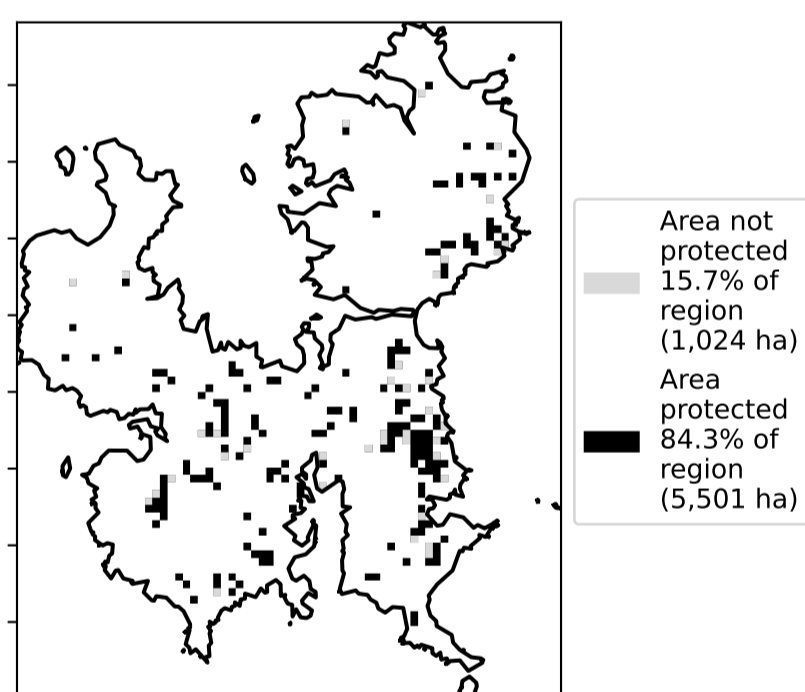 Area not
protected
15.7% of
region
(1,024 ha)
Area
protected
84.3% of
region
(5,501 ha)